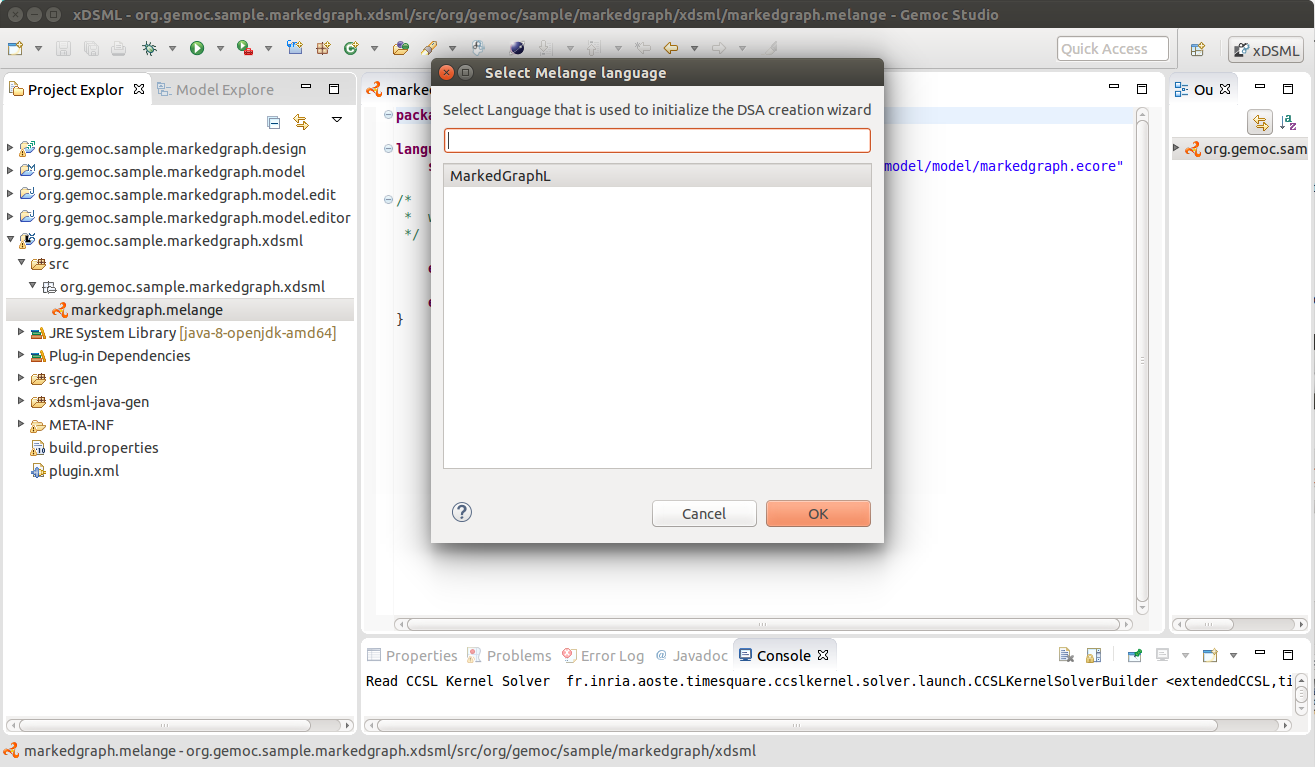 xDSML - org.gemoc.sample.markedgraph.xdsml/src/org/gemoc/sample/markedgraph/xdsml/markedgraph.melange - Gemoc Studio
Quick Access
xDSML
Project Explor
Model Explore
org.gemoc.sample.markedgraph.design
org.gemoc.sample.markedgraph.model
org.gemoc.sample.markedgraph.model.edit
org.gemoc.sample.markedgraph.model.editor
org.gemoc.sample.markedgraph.xdsml
src
org.gemoc.sample.markedgraph.xdsml
markedgraph.melange
JRE System Library [java-8-openjdk-amd64]
Plug-in Dependencies
src-gen
xdsml-java-gen
META-INF
build.properties
plugin.xml
marke
packa
langu
s
model/model/markedgraph.ecore"
/*
*
*/
}
Select Melange language
Select Language that is used to initialize the DSA creation wizard
MarkedGraphL
?
Cancel
OK
Ou
org.gemoc.sam
Properties
Problems
Error Log
@ Javadoc
Console
Read CCSL Kernel Solver  fr.inria.aoste.timesquare.ccslkernel.solver.launch.CCSLKernelSolverBuilder <extendedCCSL,ti
markedgraph.melange - org.gemoc.sample.markedgraph.xdsml/src/org/gemoc/sample/markedgraph/xdsml